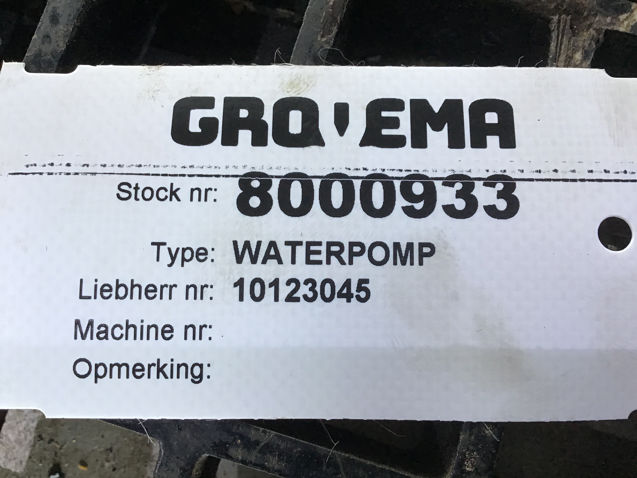 GROVEMA
Stock nr: 8000933
Type: WATERPOMP
Liebherr nr: 10123045
Machine nr:
Opmerking: